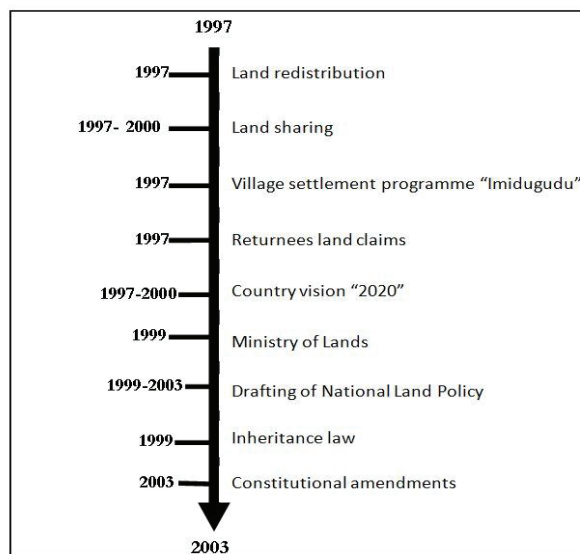 1997
1997 Land redistribution
1997- 2000 Land sharing
1997 Village settlement programme “Imidugudu”
1997 Returnees land claims
1997-2000 Country vision “2020”
1999 Ministry of Lands
1999-2003 Drafting of National Land Policy
1999 Inheritance law
2003 Constitutional amendments
2003